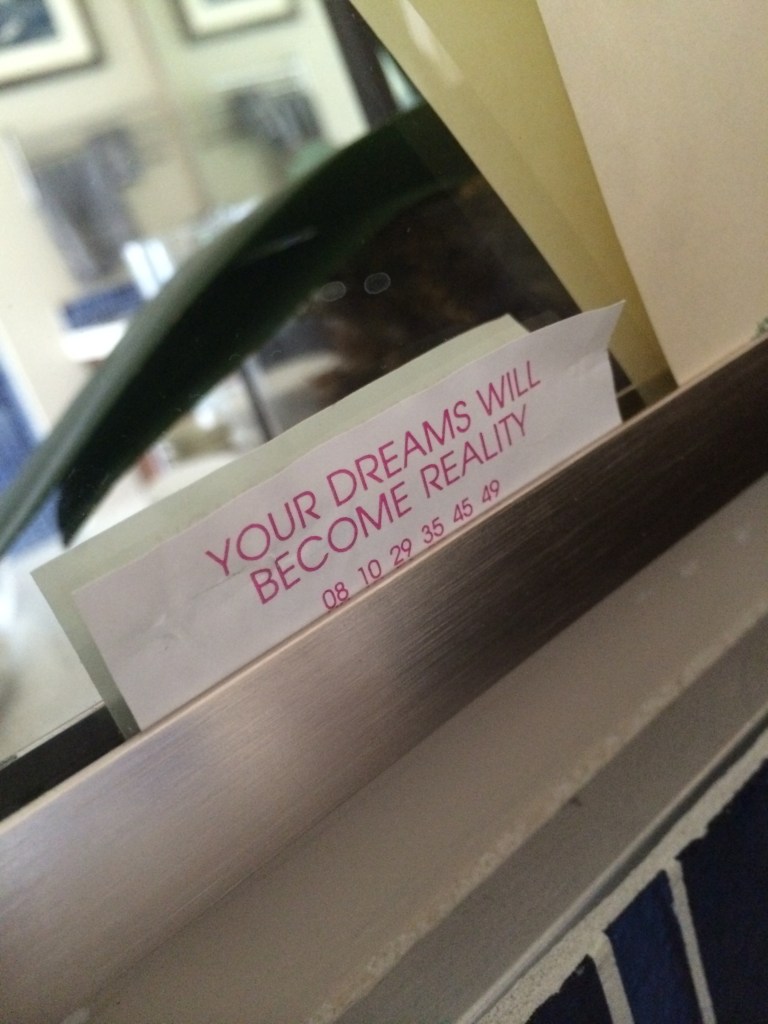 YOUR DREAMS WILL
BECOME REALITY
08 10 29 35 45 49